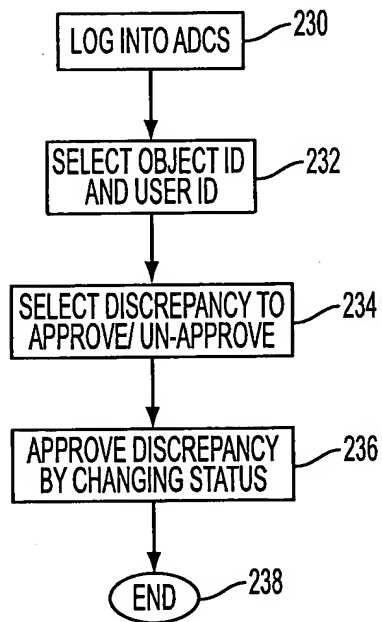 LOG INTO ADCS
230
SELECT OBJECT ID
AND USER ID
232
SELECT DISCREPANCY TO
APPROVE/ UN-APPROVE
234
APPROVE DISCREPANCY
BY CHANGING STATUS
236
END
238